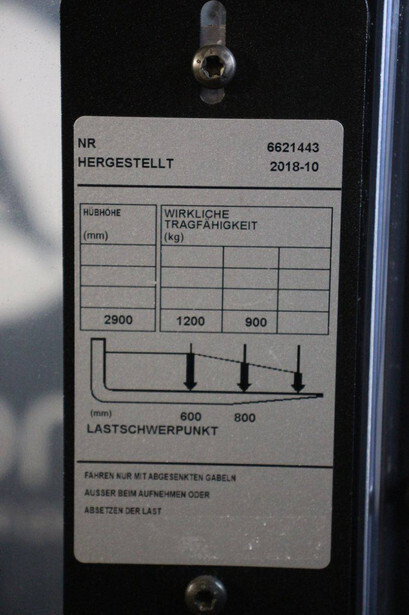 NR 6621443
HERGESTELLT 2018-10
HÜBHÖHE WIRKLICHE
TRAGFÄHIGKEIT
(mm) (kg)
2900 1200 900
(mm) 600 800
LASTSCHWERPUNKT
FAHREN NUR MIT ABGESENKTEN GABELN
AUSSER BEIM AUFNEHMEN ODER
ABSETZEN DER LAST